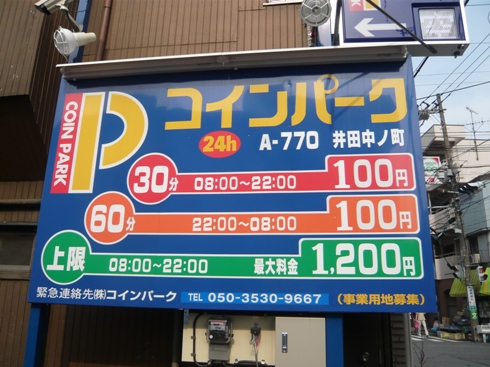 空
COIN PARK
P
コインパーク
24h A-770 井田中ノ町
30分 08:00~22:00 100円
60分 22:00~08:00 100円
上限 08:00~22:00 最大料金 1,200円
緊急連絡先(株)コインパーク TEL 050-3530-9667 (事業用地募集)